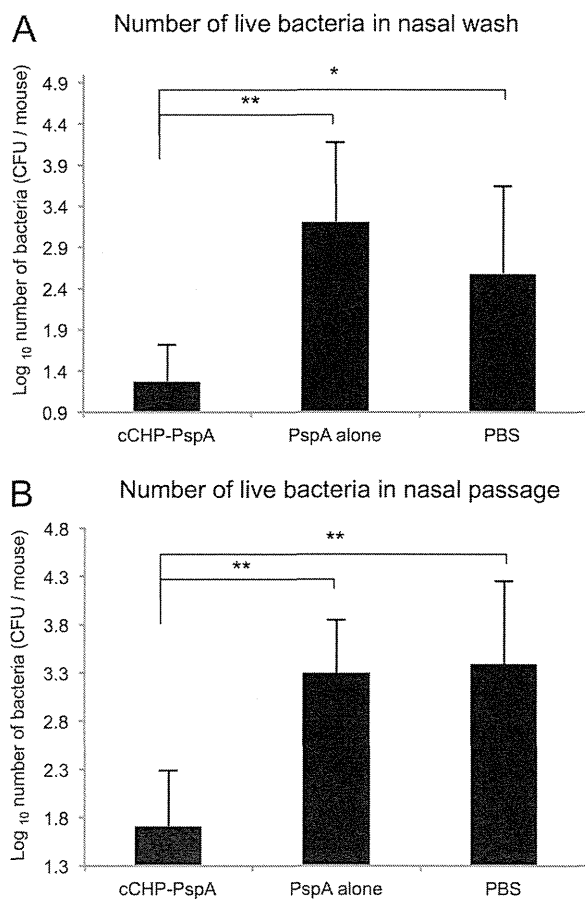 A
Number of live bacteria in nasal wash
Log 10 number of bacteria (CFU / mouse)
4.9
4.4
3.9
3.4
2.9
2.4
1.9
1.4
0.9
*
**
cCHP-PspA
PspA alone
PBS
B
Number of live bacteria in nasal passage
Log 10 number of bacteria (CFU / mouse)
4.8
4.3
3.8
3.3
2.8
2.3
1.8
1.3
**
**
cCHP-PspA
PspA alone
PBS